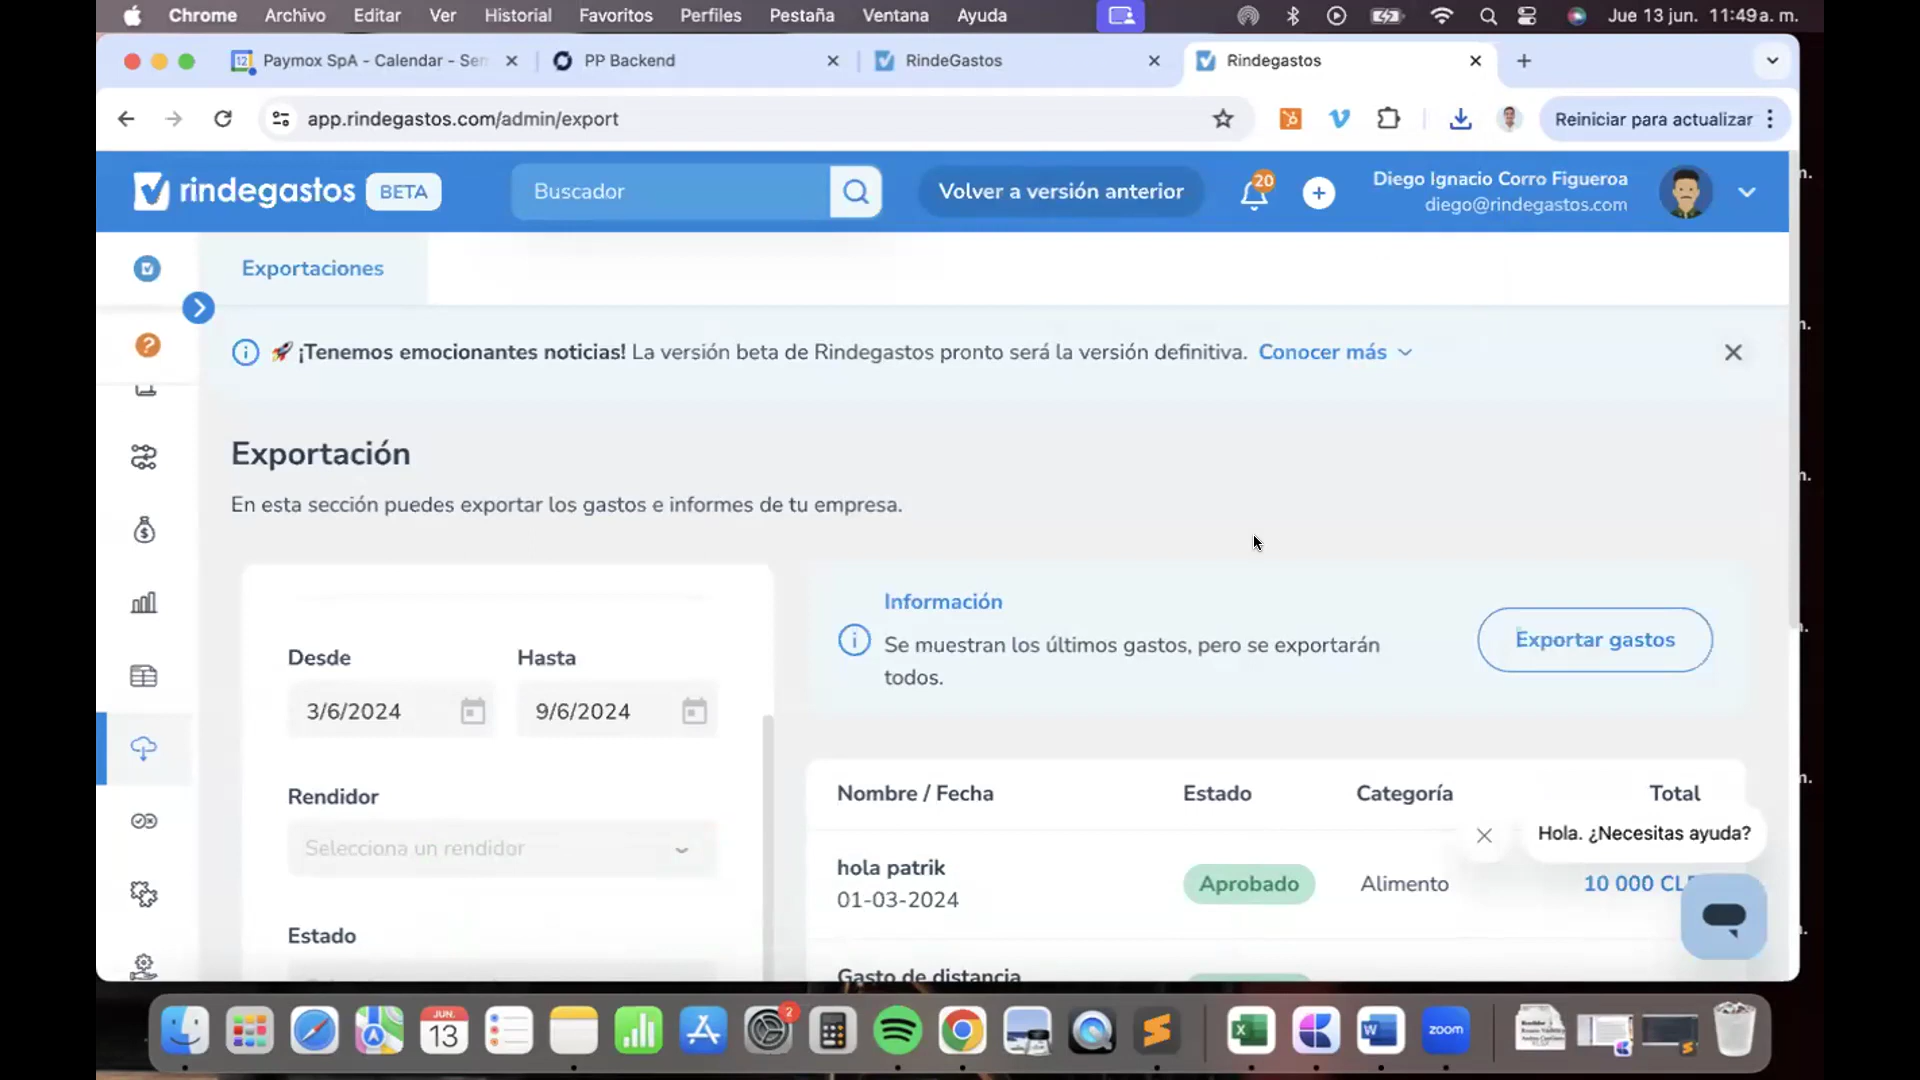 Chrome Archivo Editar Ver Historial Favoritos Perfiles Pestaña Ventana Ayuda Jue 13 jun. 11:49 a. m.
12 Paymox SpA - Calendar - Sem PP Backend RindeGastos Rindegastos
app.rindegastos.com/admin/export Reiniciar para actualizar
rindegastos BETA Buscador Volver a versión anterior 20 Diego Ignacio Corro Figueroa
diego@rindegastos.com
Exportaciones
¡Tenemos emocionantes noticias! La versión beta de Rindegastos pronto será la versión definitiva. Conocer más
Exportación
En esta sección puedes exportar los gastos e informes de tu empresa.
Información
Se muestran los últimos gastos, pero se exportarán
todos.
Exportar gastos
Desde Hasta
3/6/2024 9/6/2024
Rendidor
Selecciona un rendidor
Estado
Nombre / Fecha Estado Categoría Total
Hola. ¿Necesitas ayuda?
hola patrik
01-03-2024
Aprobado Alimento 10 000 CL
Gasto de distancia
JUN.
13
2
zoom